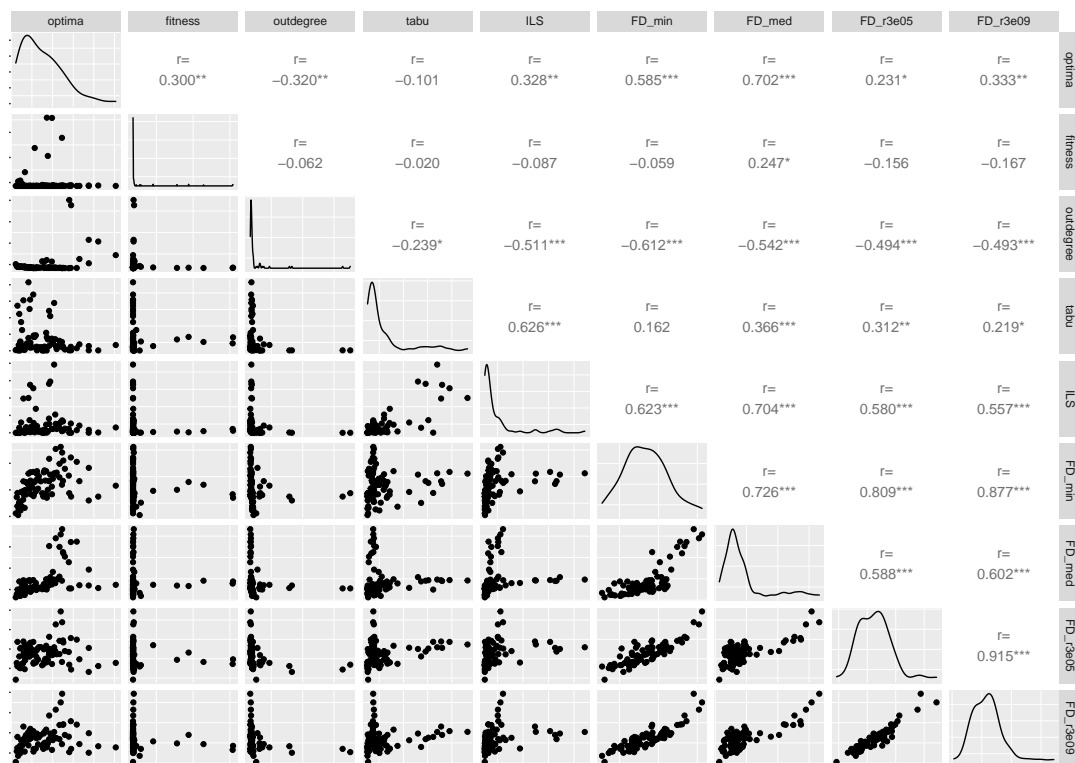 optima fitness outdegree tabu ILS FD_min FD_med FD_r3e05 FD_r3e09
r= r= r= r= r= r= r= r=
0.300** −0.320** −0.101 0.328** 0.585*** 0.702*** 0.231* 0.333**
optima
r= r= r= r= r= r= r=
−0.062 −0.020 −0.087 −0.059 0.247* −0.156 −0.167
fitness
r= r= r= r= r= r=
−0.239* −0.511*** −0.612*** −0.542*** −0.494*** −0.493***
outdegree
r= r= r= r= r=
0.626*** 0.162 0.366*** 0.312** 0.219*
tabu
r= r= r= r=
0.623*** 0.704*** 0.580*** 0.557***
ILS
r= r= r=
0.726*** 0.809*** 0.877***
FD_min
r= r=
0.588*** 0.602***
FD_med
r=
0.915***
FD_r3e05
FD_r3e09